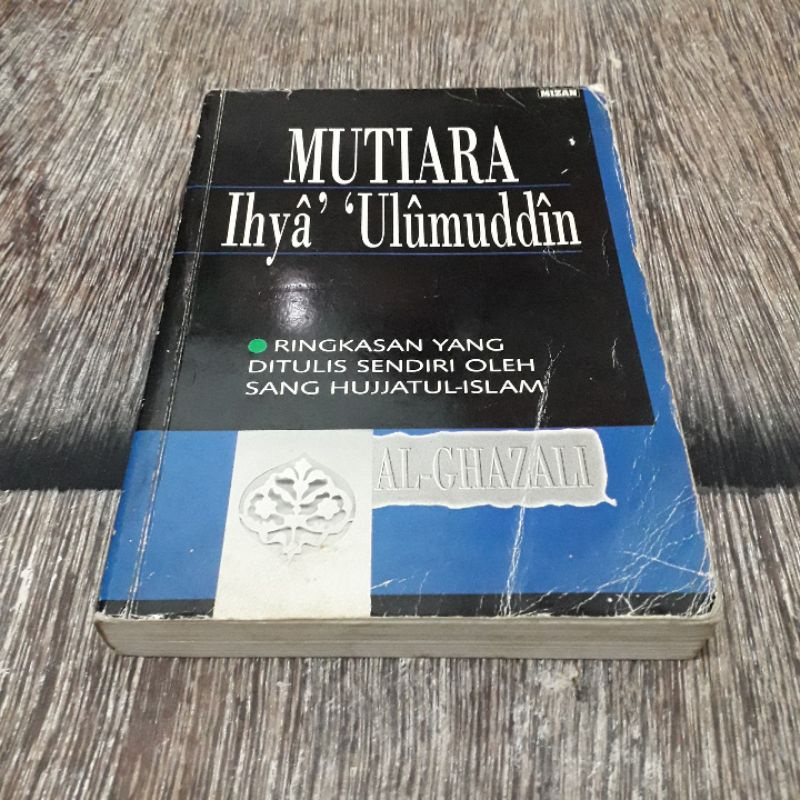 MIZAN
MUTIARA
Ihyâ’ ‘Ulûmuddîn
RINGKASAN YANG
DITULIS SENDIRI OLEH
SANG HUJJATUL-ISLAM
AL-GHAZALI